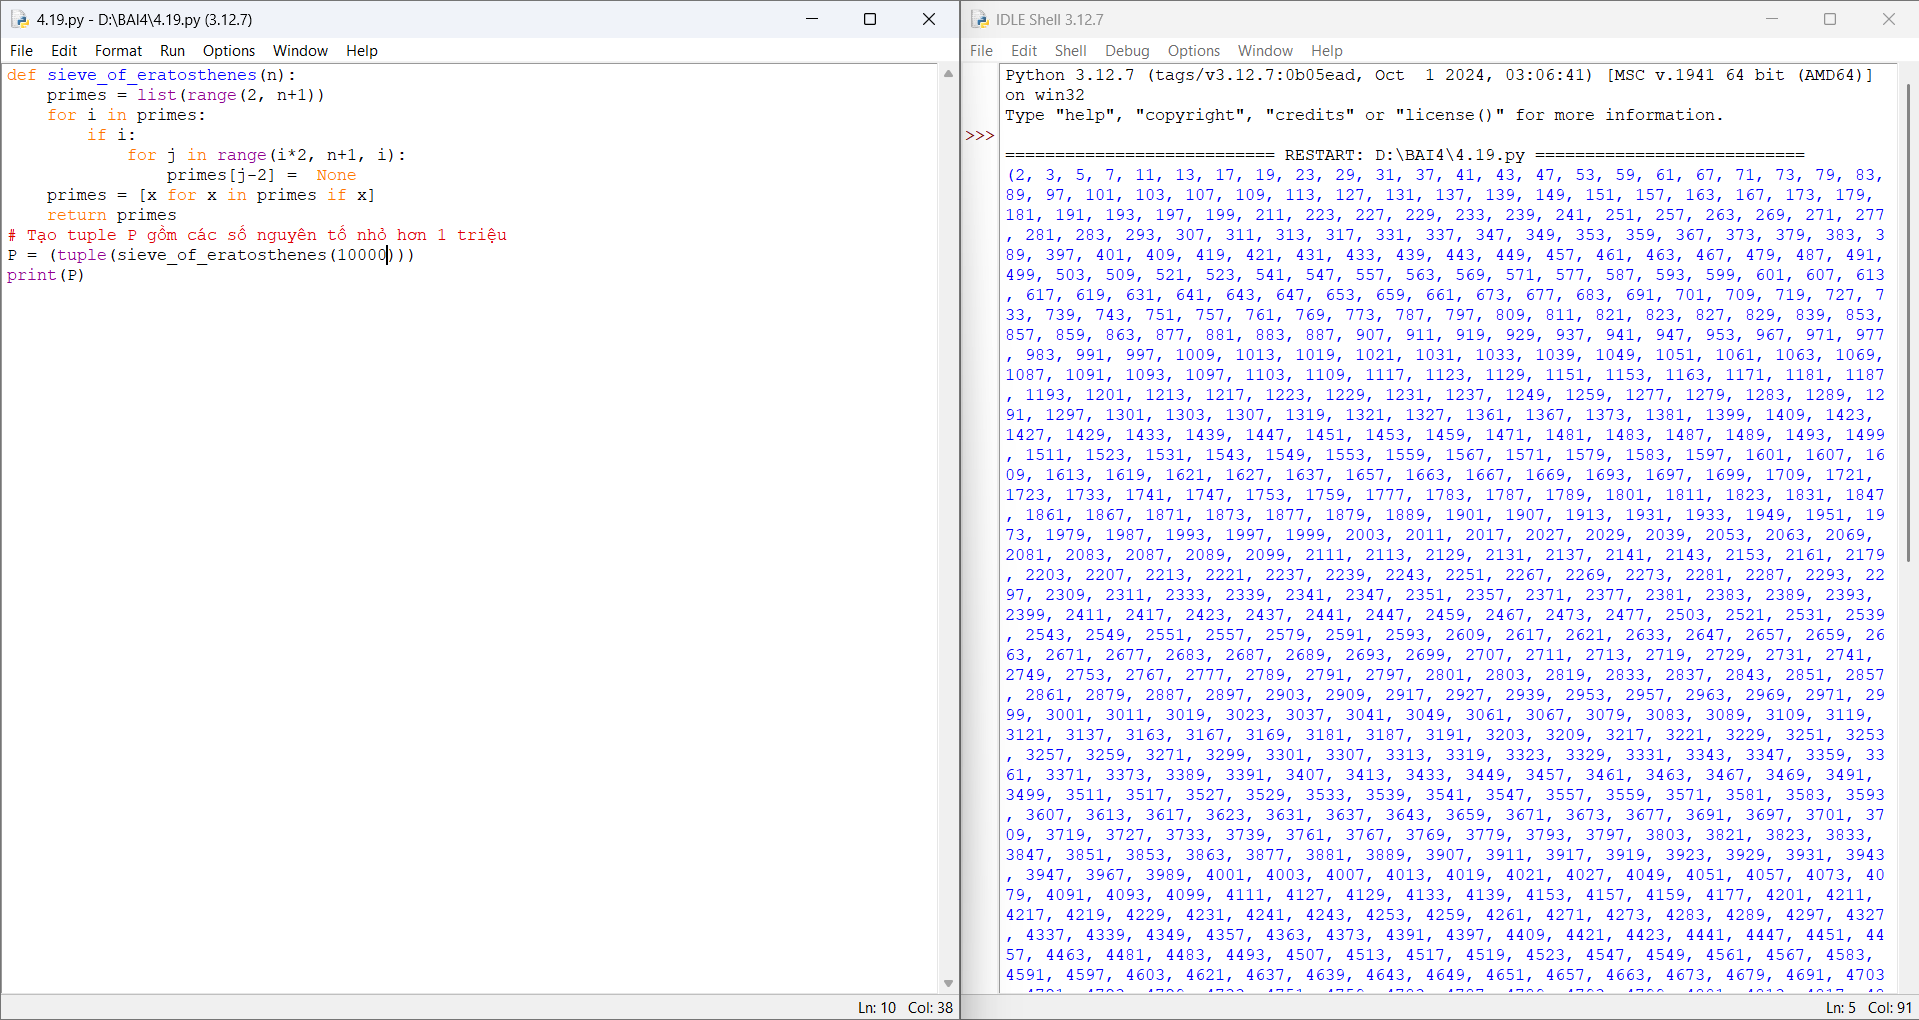 4.19.py - D:\BAI4\4.19.py (3.12.7)
File Edit Format Run Options Window Help
def sieve_of_eratosthenes(n):
    primes = list(range(2, n+1))
    for i in primes:
        if i:
            for j in range(i*2, n+1, i):
                primes[j-2] =  None
    primes = [x for x in primes if x]
    return primes
# Tạo tuple P gồm các số nguyên tố nhỏ hơn 1 triệu
P = (tuple(sieve_of_eratosthenes(10000)))
print(P)
Ln: 10 Col: 38
IDLE Shell 3.12.7
File Edit Shell Debug Options Window Help
Python 3.12.7 (tags/v3.12.7:0b05ead, Oct  1 2024, 03:06:41) [MSC v.1941 64 bit (AMD64)]
on win32
Type "help", "copyright", "credits" or "license()" for more information.
>>>
=========================== RESTART: D:\BAI4\4.19.py ===========================
(2, 3, 5, 7, 11, 13, 17, 19, 23, 29, 31, 37, 41, 43, 47, 53, 59, 61, 67, 71, 73, 79, 83,
89, 97, 101, 103, 107, 109, 113, 127, 131, 137, 139, 149, 151, 157, 163, 167, 173, 179,
181, 191, 193, 197, 199, 211, 223, 227, 229, 233, 239, 241, 251, 257, 263, 269, 271, 277
, 281, 283, 293, 307, 311, 313, 317, 331, 337, 347, 349, 353, 359, 367, 373, 379, 383, 3
89, 397, 401, 409, 419, 421, 431, 433, 439, 443, 449, 457, 461, 463, 467, 479, 487, 491,
499, 503, 509, 521, 523, 541, 547, 557, 563, 569, 571, 577, 587, 593, 599, 601, 607, 613
, 617, 619, 631, 641, 643, 647, 653, 659, 661, 673, 677, 683, 691, 701, 709, 719, 727, 7
33, 739, 743, 751, 757, 761, 769, 773, 787, 797, 809, 811, 821, 823, 827, 829, 839, 853,
857, 859, 863, 877, 881, 883, 887, 907, 911, 919, 929, 937, 941, 947, 953, 967, 971, 977
, 983, 991, 997, 1009, 1013, 1019, 1021, 1031, 1033, 1039, 1049, 1051, 1061, 1063, 1069,
1087, 1091, 1093, 1097, 1103, 1109, 1117, 1123, 1129, 1151, 1153, 1163, 1171, 1181, 1187
, 1193, 1201, 1213, 1217, 1223, 1229, 1231, 1237, 1249, 1259, 1277, 1279, 1283, 1289, 12
91, 1297, 1301, 1303, 1307, 1319, 1321, 1327, 1361, 1367, 1373, 1381, 1399, 1409, 1423,
1427, 1429, 1433, 1439, 1447, 1451, 1453, 1459, 1471, 1481, 1483, 1487, 1489, 1493, 1499
, 1511, 1523, 1531, 1543, 1549, 1553, 1559, 1567, 1571, 1579, 1583, 1597, 1601, 1607, 16
09, 1613, 1619, 1621, 1627, 1637, 1657, 1663, 1667, 1669, 1693, 1697, 1699, 1709, 1721,
1723, 1733, 1741, 1747, 1753, 1759, 1777, 1783, 1787, 1789, 1801, 1811, 1823, 1831, 1847
, 1861, 1867, 1871, 1873, 1877, 1879, 1889, 1901, 1907, 1913, 1931, 1933, 1949, 1951, 19
73, 1979, 1987, 1993, 1997, 1999, 2003, 2011, 2017, 2027, 2029, 2039, 2053, 2063, 2069,
2081, 2083, 2087, 2089, 2099, 2111, 2113, 2129, 2131, 2137, 2141, 2143, 2153, 2161, 2179
, 2203, 2207, 2213, 2221, 2237, 2239, 2243, 2251, 2267, 2269, 2273, 2281, 2287, 2293, 22
97, 2309, 2311, 2333, 2339, 2341, 2347, 2351, 2357, 2371, 2377, 2381, 2383, 2389, 2393,
2399, 2411, 2417, 2423, 2437, 2441, 2447, 2459, 2467, 2473, 2477, 2503, 2521, 2531, 2539
, 2543, 2549, 2551, 2557, 2579, 2591, 2593, 2609, 2617, 2621, 2633, 2647, 2657, 2659, 26
63, 2671, 2677, 2683, 2687, 2689, 2693, 2699, 2707, 2711, 2713, 2719, 2729, 2731, 2741,
2749, 2753, 2767, 2777, 2789, 2791, 2797, 2801, 2803, 2819, 2833, 2837, 2843, 2851, 2857
, 2861, 2879, 2887, 2897, 2903, 2909, 2917, 2927, 2939, 2953, 2957, 2963, 2969, 2971, 29
99, 3001, 3011, 3019, 3023, 3037, 3041, 3049, 3061, 3067, 3079, 3083, 3089, 3109, 3119,
3121, 3137, 3163, 3167, 3169, 3181, 3187, 3191, 3203, 3209, 3217, 3221, 3229, 3251, 3253
, 3257, 3259, 3271, 3299, 3301, 3307, 3313, 3319, 3323, 3329, 3331, 3343, 3347, 3359, 33
61, 3371, 3373, 3389, 3391, 3407, 3413, 3433, 3449, 3457, 3461, 3463, 3467, 3469, 3491,
3499, 3511, 3517, 3527, 3529, 3533, 3539, 3541, 3547, 3557, 3559, 3571, 3581, 3583, 3593
, 3607, 3613, 3617, 3623, 3631, 3637, 3643, 3659, 3671, 3673, 3677, 3691, 3697, 3701, 37
09, 3719, 3727, 3733, 3739, 3761, 3767, 3769, 3779, 3793, 3797, 3803, 3821, 3823, 3833,
3847, 3851, 3853, 3863, 3877, 3881, 3889, 3907, 3911, 3917, 3919, 3923, 3929, 3931, 3943
, 3947, 3967, 3989, 4001, 4003, 4007, 4013, 4019, 4021, 4027, 4049, 4051, 4057, 4073, 40
79, 4091, 4093, 4099, 4111, 4127, 4129, 4133, 4139, 4153, 4157, 4159, 4177, 4201, 4211,
4217, 4219, 4229, 4231, 4241, 4243, 4253, 4259, 4261, 4271, 4273, 4283, 4289, 4297, 4327
, 4337, 4339, 4349, 4357, 4363, 4373, 4391, 4397, 4409, 4421, 4423, 4441, 4447, 4451, 44
57, 4463, 4481, 4483, 4493, 4507, 4513, 4517, 4519, 4523, 4547, 4549, 4561, 4567, 4583,
4591, 4597, 4603, 4621, 4637, 4639, 4643, 4649, 4651, 4657, 4663, 4673, 4679, 4691, 4703
Ln: 5 Col: 91